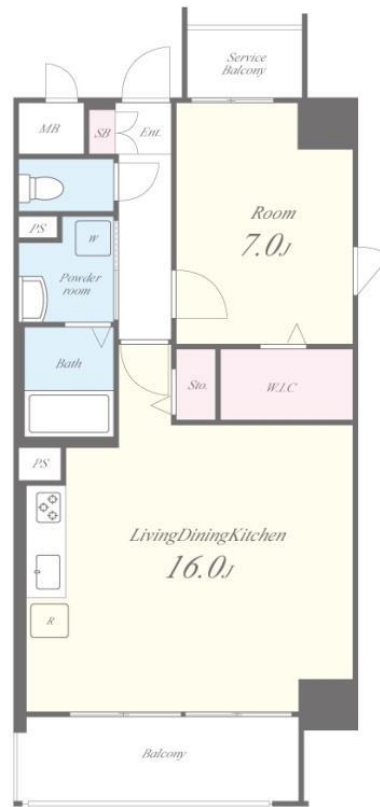 Service
Balcony
MB
SB
Ent.
PS
W
Room
7.0J
Powder
room
Bath
Sto.
W.I.C
PS
LivingDiningKitchen
16.0J
R
Balcony